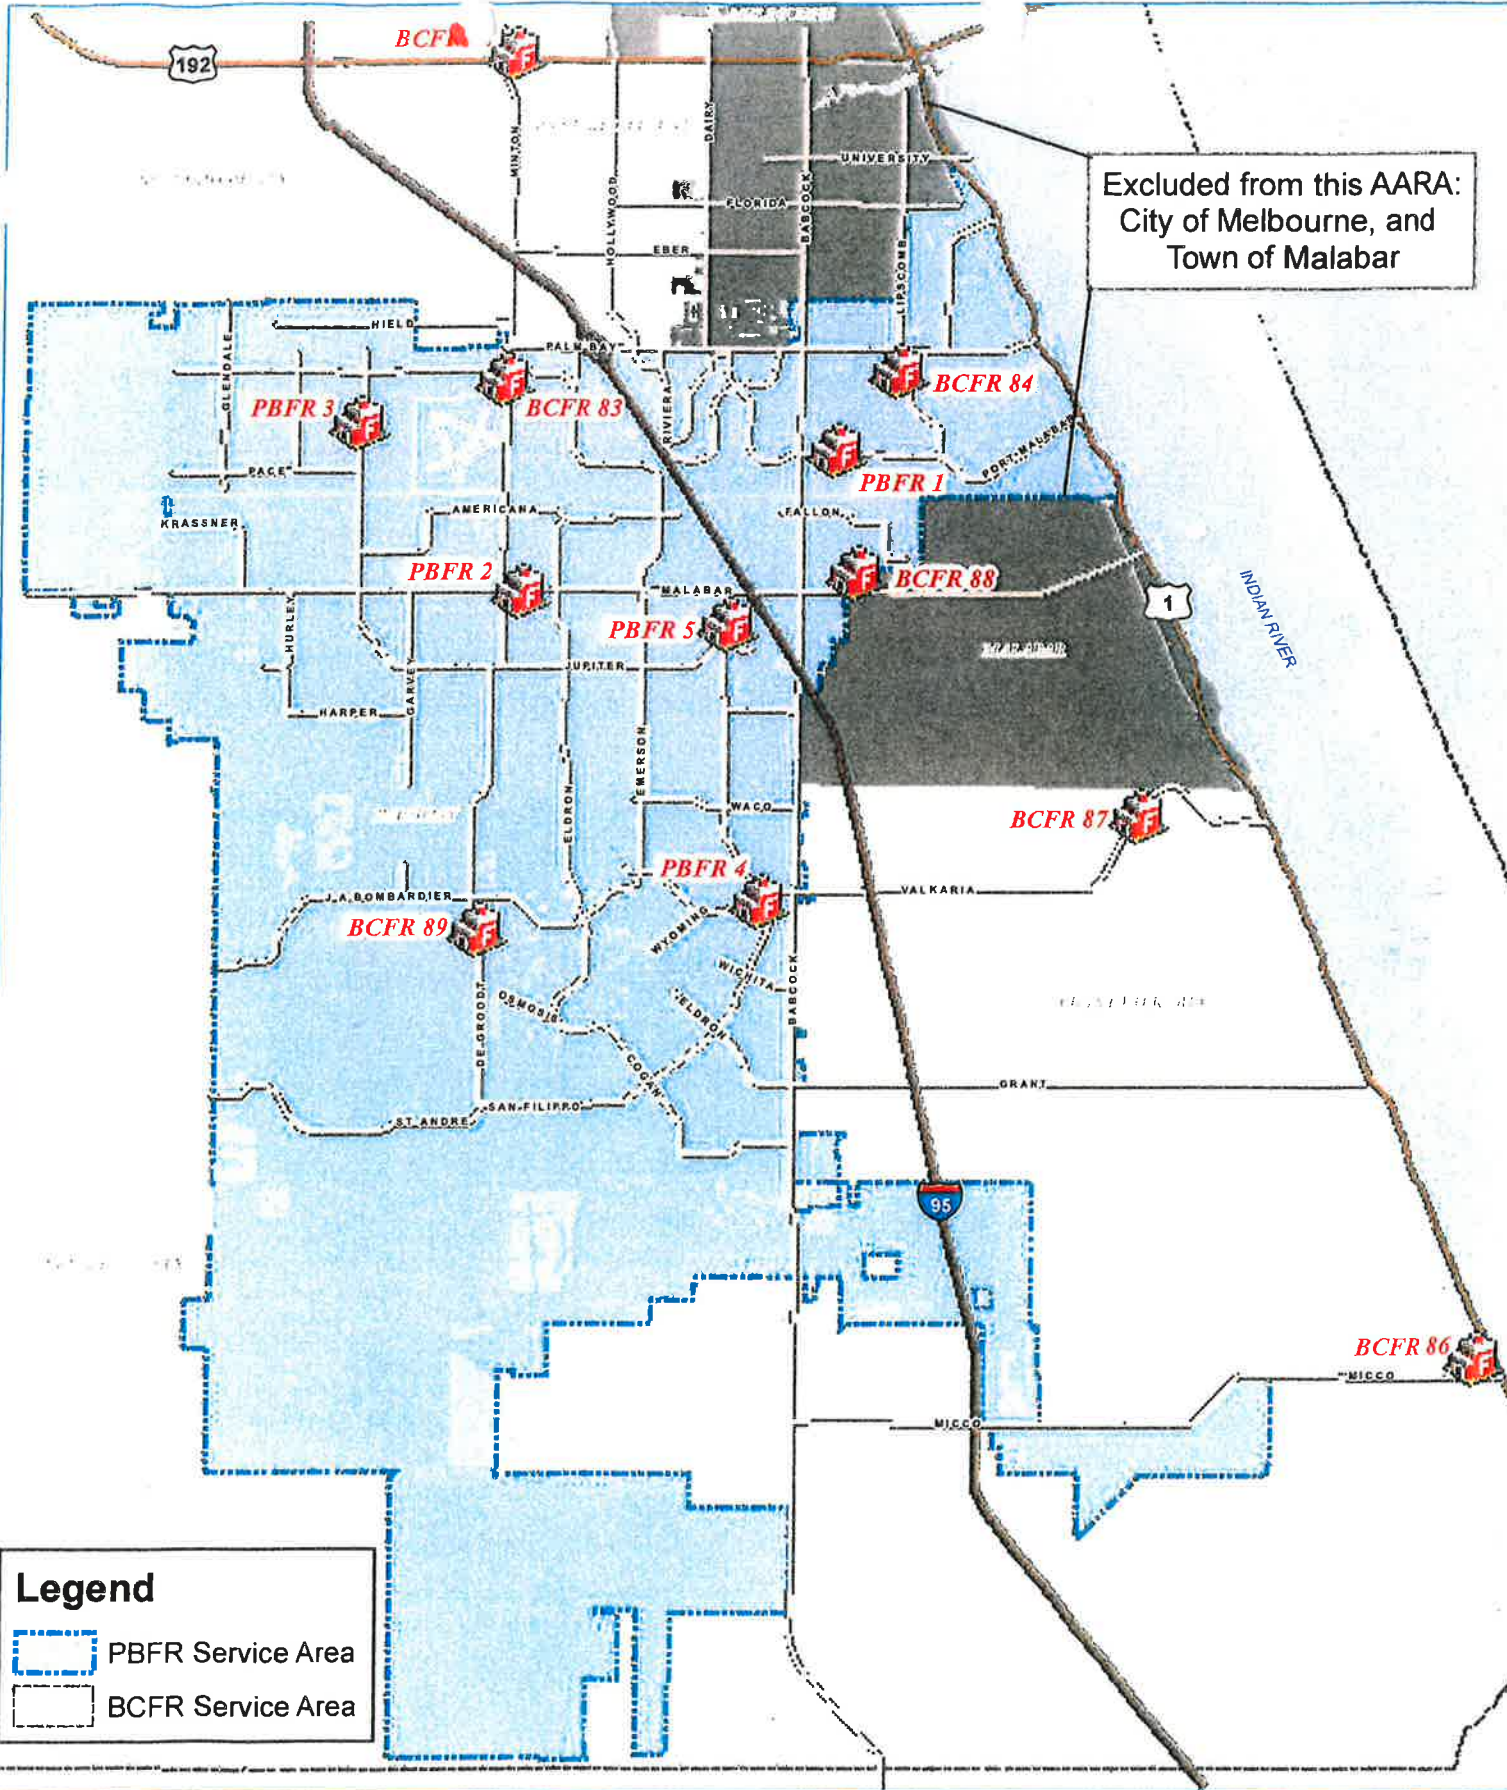 192
MINTON
HOLLYWOOD
DAIRY
BABCOCK
UNIVERSITY
FLORIDA
EBER
LIPSCOMB
Excluded from this AARA:
City of Melbourne, and
Town of Malabar
HIELD
GLENDALE
PALM BAY
PBFR 3
BCFR 83
RIVIERA
BCFR 84
PACE
PBFR 1
PORT MALABAR
KRASSNER
AMERICANA
FALLON
PBFR 2
MALABAR
BCFR 88
PBFR 5
1
INDIAN RIVER
MALABAR
HURLEY
JUPITER
GARVEY
HARPER
EMERSON
ELDRON
WACO
BCFR 87
PBFR 4
VALKARIA
J.A. BOMBARDIER
BCFR 89
WYOMING
WICHITA
BABCOCK
OSMOSIS
ELDRON
DE GROODT
COGAN
GRANT
SAN FILIPPO
ST ANDRE
95
BCFR 86
MICCO
MICCO
Legend
PBFR Service Area
BCFR Service Area